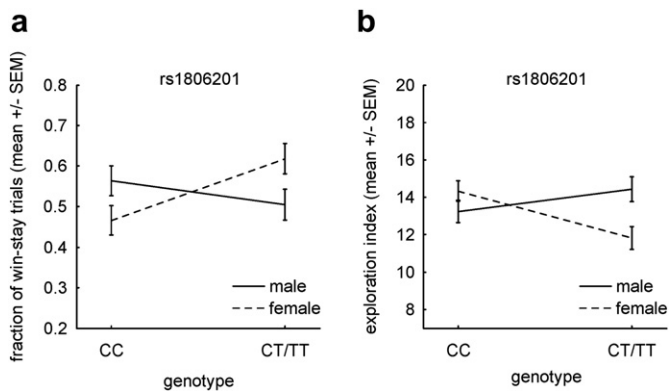 a
rs1806201
fraction of win-stay trials (mean +/- SEM)
0.8
0.7
0.6
0.5
0.4
0.3
0.2
male
female
CC
CT/TT
genotype
b
rs1806201
exploration index (mean +/- SEM)
20
18
16
14
12
10
8
male
female
CC
CT/TT
genotype